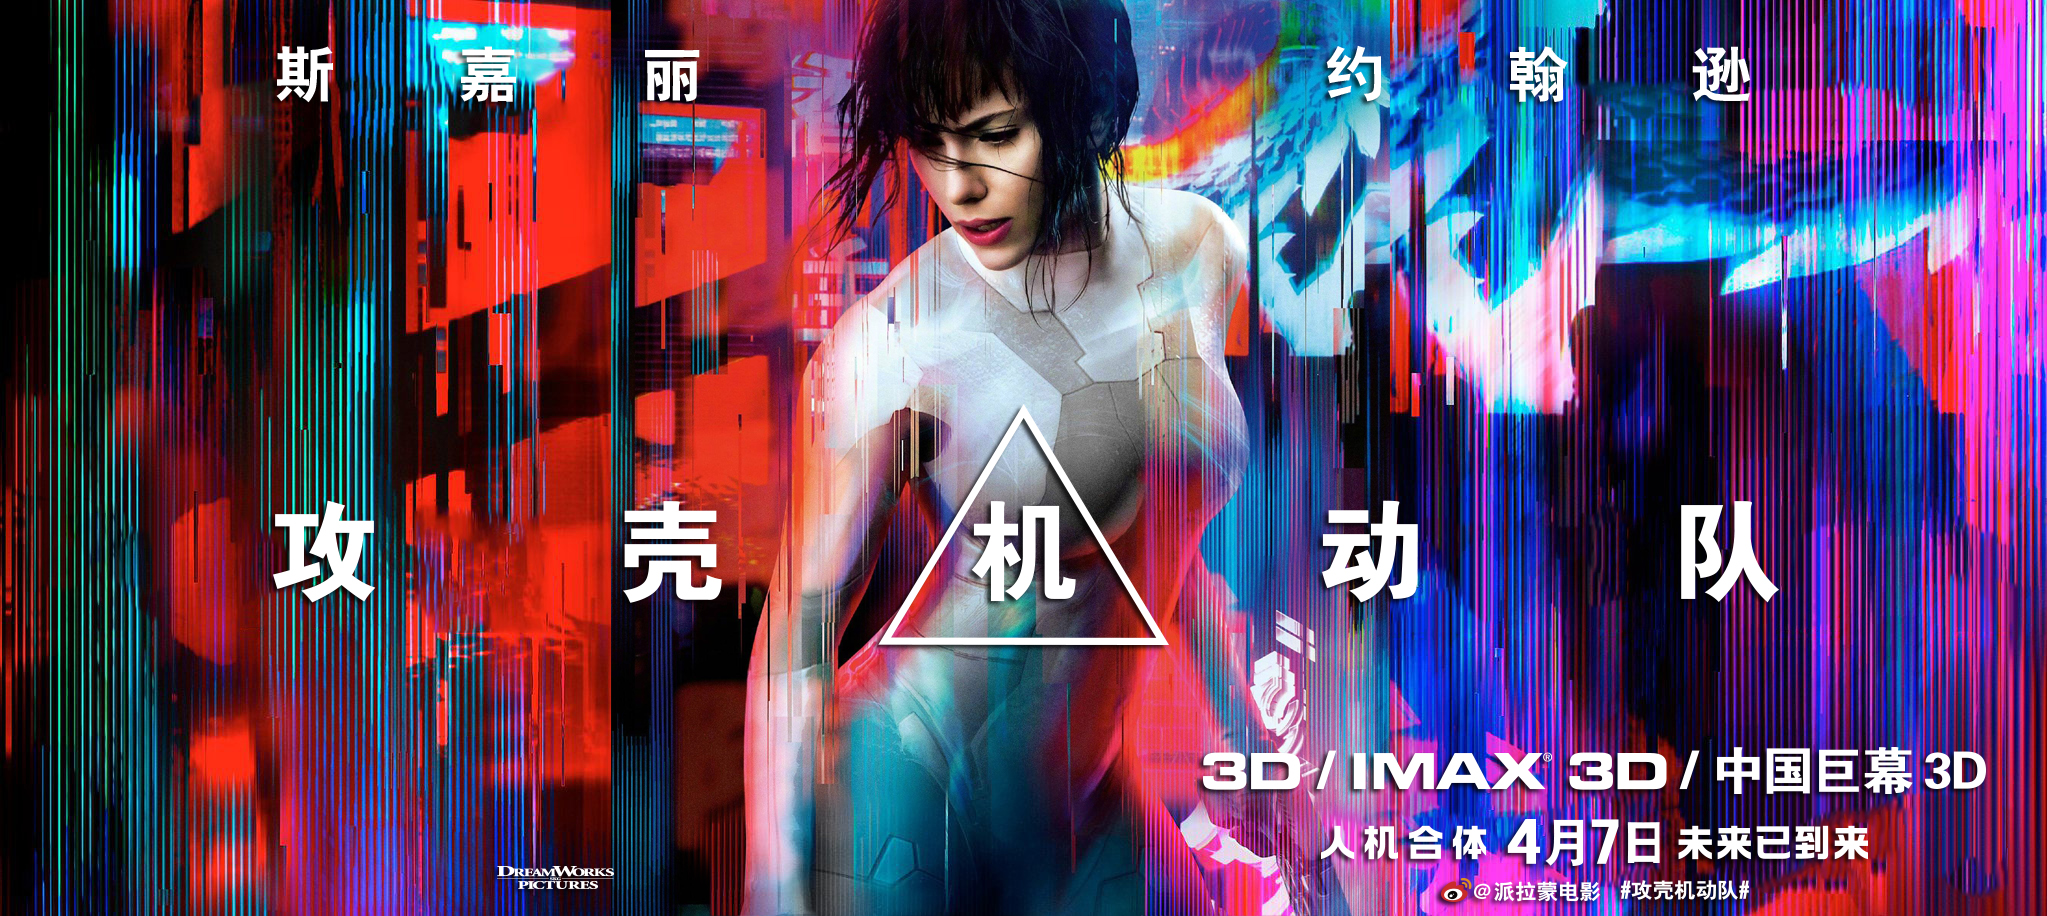 斯嘉丽 约翰逊
攻壳机动队
3D / IMAX® 3D / 中国巨幕 3D
人机合体 4月7日 未来已到来
DREAMWORKS
PICTURES
@派拉蒙电影 #攻壳机动队#